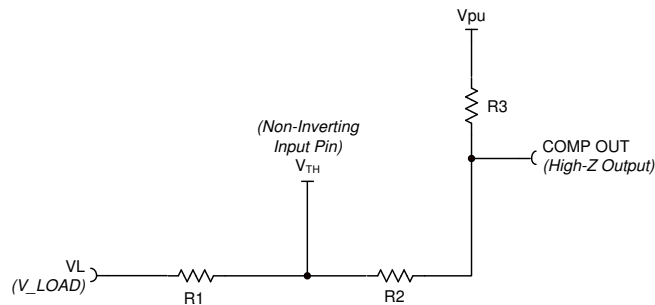 Vpu
R3
(Non-Inverting
Input Pin)
VTH
COMP OUT
(High-Z Output)
VL
(V_LOAD)
R1
R2